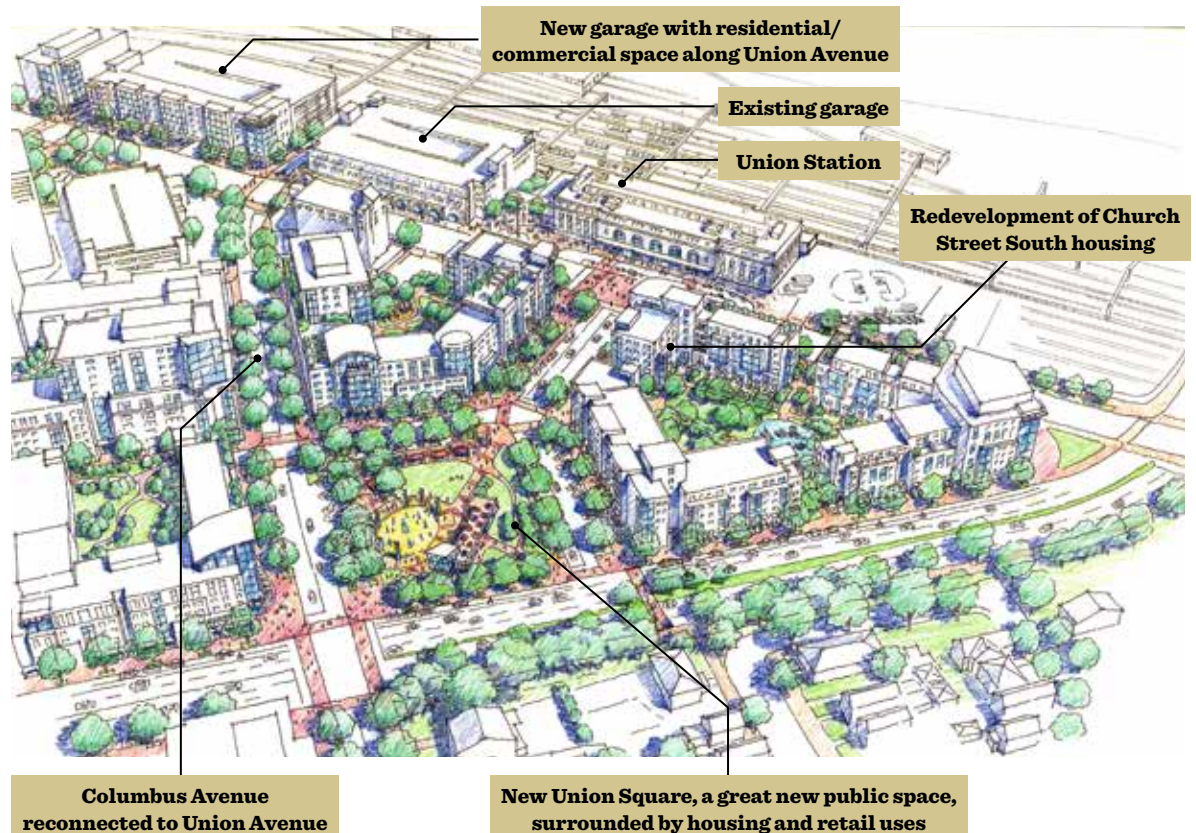 New garage with residential/
commercial space along Union Avenue
Existing garage
Union Station
Redevelopment of Church
Street South housing
Columbus Avenue
reconnected to Union Avenue
New Union Square, a great new public space,
surrounded by housing and retail uses